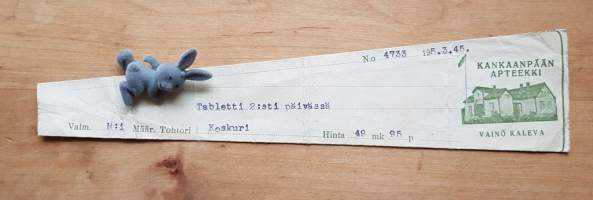 No 4733 195.3.45.
KANKAANPÄÄN
APTEEKKI
Tabletti 2:sti päivässä
Valm. M:i Määr. Tohtori Koskuri Hinta 49 mk 95 p
VAINÖ KALEVA